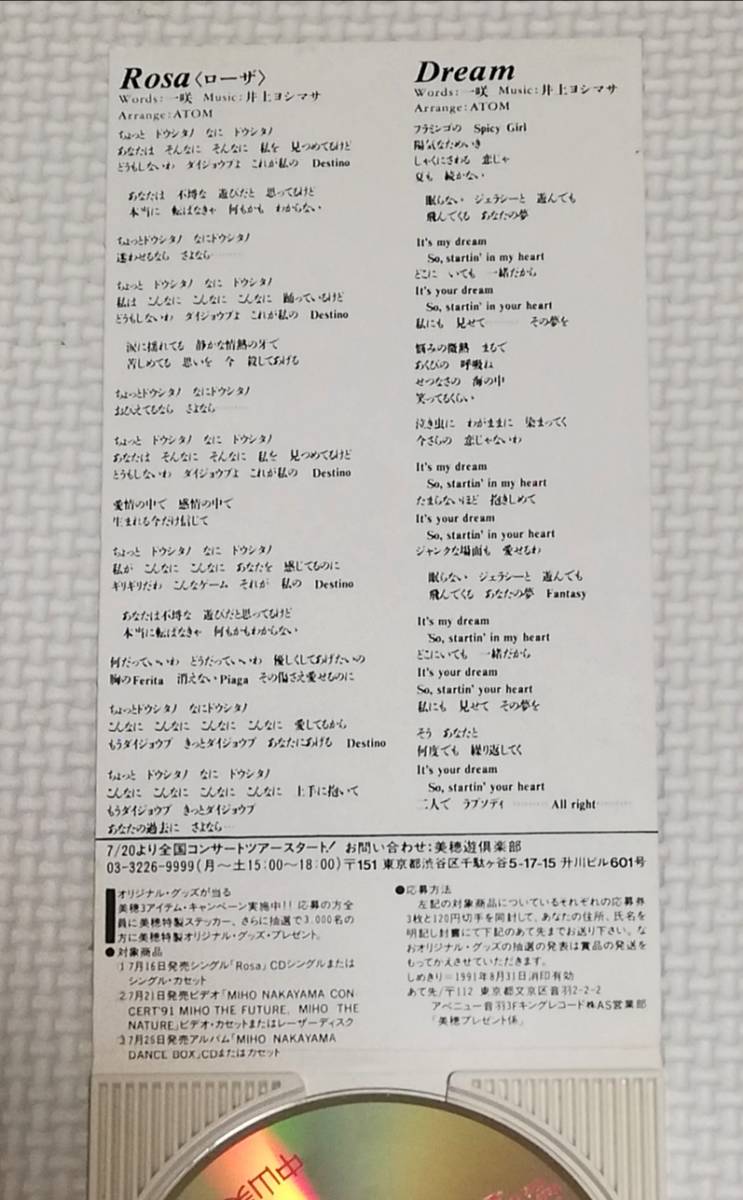 Rosa〈ローザ〉
Words: 一咲 Music: 井上ヨシマサ
Arrange: ATOM
ちょっと ドウシタノ なに ドウシタノ
あなたは そんなに そんなに 私を 見つめてるけど
どうもしないわ ダイジョウブよ これが私の Destino
あなたは 不埒な 遊びだと 思ってるけど
本当に 転ばなきゃ 何もかも わからない
ちょっとドウシタノ なにドウシタノ
迷わせるなら さよなら………
ちょっと ドウシタノ なに ドウシタノ
私は こんなに こんなに こんなに 踊っているけど
どうもしないわ ダイジョウブよ これが私の Destino
涙に揺れてる 静かな情熱の牙で
苦しめてる 思いを 今 殺してあげる
ちょっとドウシタノ なにドウシタノ
おびえてるなら さよなら………
ちょっと ドウシタノ なに ドウシタノ
あなたは そんなに そんなに 私を 見つめてるけど
どうもしないわ ダイジョウブよ これが私の Destino
愛情の中で 感情の中で
生まれる今だけ信じて
ちょっと ドウシタノ なに ドウシタノ
私が こんなに こんなに あなたを 感じてるのに
ギリギリだわ こんなゲーム それが 私の Destino
あなたは不埒な 遊びだと思ってるけど
本当に転ばなきゃ 何もかもわからない
何だっていいわ どうだっていいわ 優しくしてあげたいの
胸のFerita 消えないPiaga その傷さえ愛せるのに
ちょっとドウシタノ なにドウシタノ
こんなに こんなに こんなに こんなに 愛してるから
もうダイジョウブ きっとダイジョウブ あなたにあげる Destino
ちょっと ドウシタノ なに ドウシタノ
こんなに こんなに こんなに こんなに 上手に抱いて
もうダイジョウブ きっとダイジョウブ
あなたの過去に さよなら…
Dream
Words: 一咲 Music: 井上ヨシマサ
Arrange: ATOM
フラミンゴの Spicy Girl
陽気なためいき
しゃくにさわる 恋じゃ
夏も 続かない
眠らない ジェラシーと 遊んでも
飛んでくる あなたの夢
It's my dream
So, startin' in my heart
どこに いても 一緒だから
It's your dream
So, startin' in your heart
私にも 見せて……… その夢を
悩みの微熱 まるで
あくびの 呼吸ね
せつなさの 海の中
笑ってるくらい
泣き虫に わがままに 染まってく
今さらの 恋じゃないわ
It's my dream
So, startin' in my heart
たまらないほど 抱きしめて
It's your dream
So, startin' in your heart
ジャンクな場面も 愛せるわ
眠らない ジェラシーと 遊んでも
飛んでくる あなたの夢 Fantasy
It's my dream
So, startin' in my heart
どこにいても 一緒だから
It's your dream
So, startin' your heart
私にも 見せて その夢を
そう あなたと
何度でも 繰り返してく
It's your dream
So, startin' your heart
二人で ラプソディ ……… All right………
7/20より全国コンサートツアースタート! お問い合わせ:美穂遊倶楽部
03-3226-9999(月〜土15:00〜18:00)〒151 東京都渋谷区千駄ヶ谷5-17-15 升川ビル601号
オリジナル・グッズが当る
美穂3アイテム・キャンペーン実施中!! 応募の方全
員に美穂特製ステッカー、さらに抽選で3,000名の
方に美穂特製オリジナル・グッズ・プレゼント。
●対象商品
1)7月16日発売シングル「Rosa」CDシングルまたは
シングル・カセット
2)7月21日発売ビデオ「MIHO NAKAYAMA CON-
CERT'91 MIHO THE FUTURE, MIHO THE
NATURE」ビデオ・カセットまたはレーザーディスク
3)7月26日発売アルバム「MIHO NAKAYAMA
DANCE BOX」CDまたはカセット
●応募方法
左記の対象商品についているそれぞれの応募券
3枚と120円切手を同封して、あなたの住所、氏名を
明記し封書にて下記のあて先までお送り下さい。な
おオリジナル・グッズの抽選の発表は賞品の発送を
もってかえさせていただきます。
しめきり=1991年8月31日消印有効
あて先/〒112 東京都文京区音羽2-2-2
アベニュー音羽3Fキングレコード株AS営業部
「美穂プレゼント係」
中山美